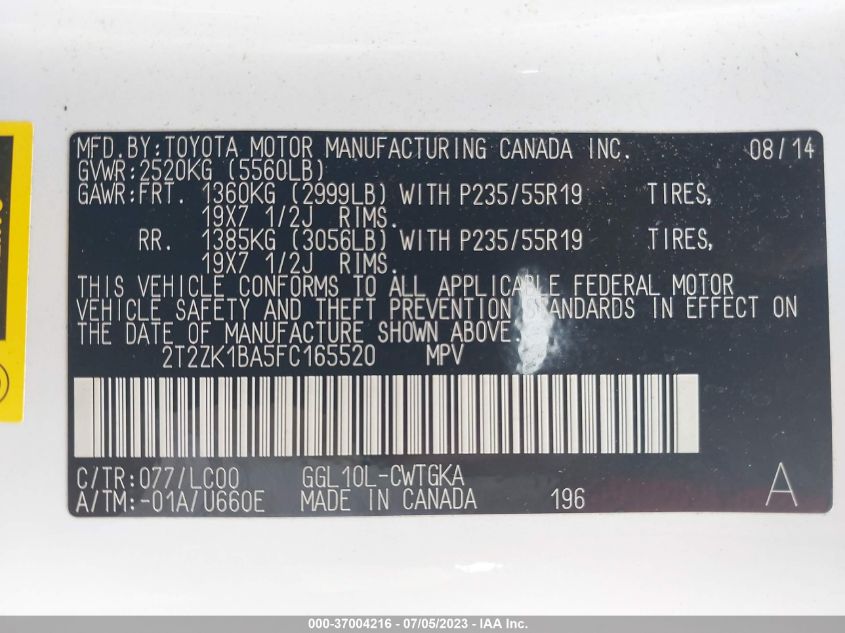 MFD.BY:TOYOTA MOTOR MANUFACTURING CANADA INC. 08/14
GVWR:2520KG (5560LB)
GAWR:FRT. 1360KG (2999LB) WITH P235/55R19 TIRES,
19X7 1/2J RIMS.
RR. 1385KG (3056LB) WITH P235/55R19 TIRES,
19X7 1/2J RIMS.
THIS VEHICLE CONFORMS TO ALL APPLICABLE FEDERAL MOTOR
VEHICLE SAFETY AND THEFT PREVENTION STANDARDS IN EFFECT ON
THE DATE OF MANUFACTURE SHOWN ABOVE.
2T2ZK1BA5FC165520 MPV
C/TR:077/LC00 GGL10L-CWTGKA
A/TM:-01A/U660E MADE IN CANADA 196 A
000-37004216 - 07/05/2023 - IAA Inc.